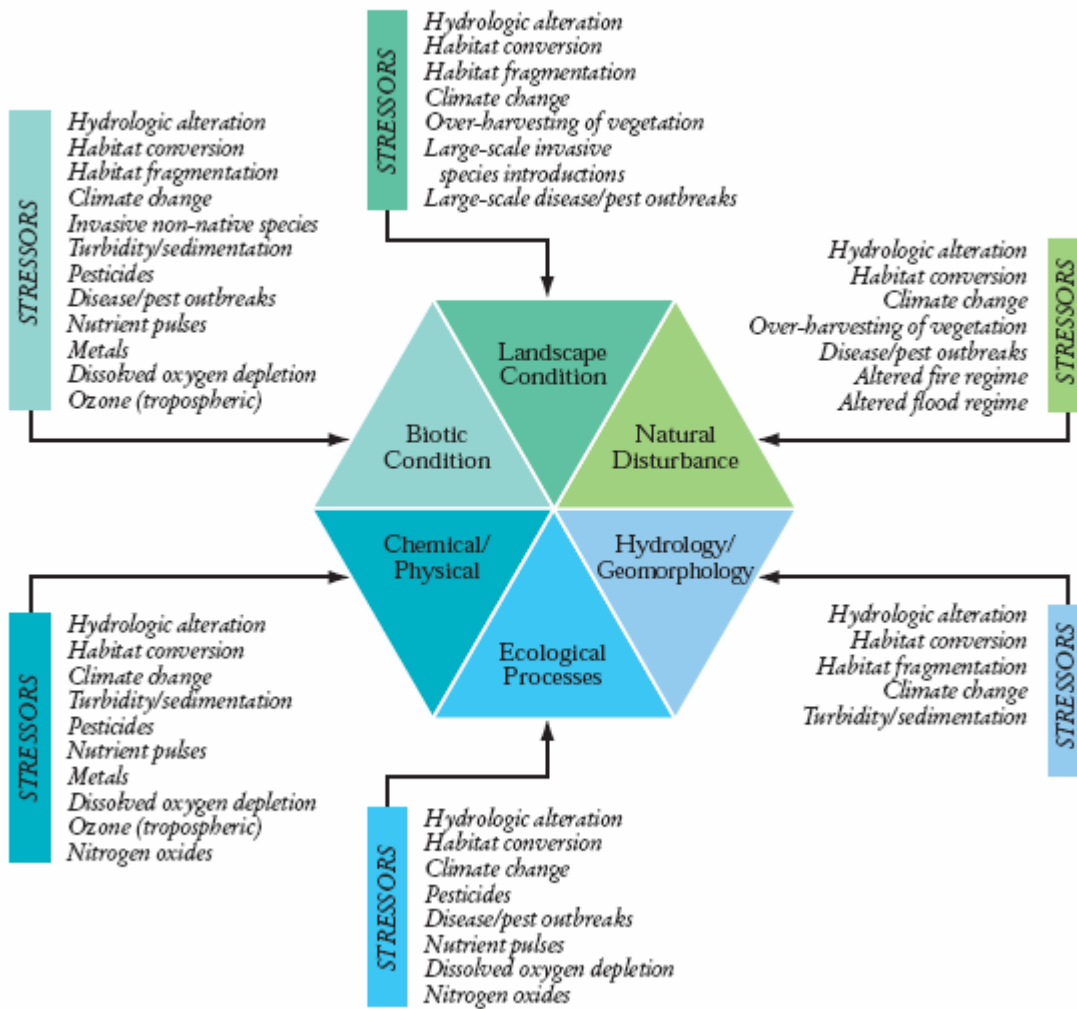 STRESSORS
Hydrologic alteration
Habitat conversion
Habitat fragmentation
Climate change
Over-harvesting of vegetation
Large-scale invasive
species introductions
Large-scale disease/pest outbreaks
STRESSORS
Hydrologic alteration
Habitat conversion
Habitat fragmentation
Climate change
Invasive non-native species
Turbidity/sedimentation
Pesticides
Disease/pest outbreaks
Nutrient pulses
Metals
Dissolved oxygen depletion
Ozone (tropospheric)
Hydrologic alteration
Habitat conversion
Climate change
Over-harvesting of vegetation
Disease/pest outbreaks
Altered fire regime
Altered flood regime
STRESSORS
Landscape
Condition
Biotic
Condition
Natural
Disturbance
Chemical/
Physical
Hydrology/
Geomorphology
Ecological
Processes
STRESSORS
Hydrologic alteration
Habitat conversion
Climate change
Turbidity/sedimentation
Pesticides
Nutrient pulses
Metals
Dissolved oxygen depletion
Ozone (tropospheric)
Nitrogen oxides
Hydrologic alteration
Habitat conversion
Habitat fragmentation
Climate change
Turbidity/sedimentation
STRESSORS
STRESSORS
Hydrologic alteration
Habitat conversion
Climate change
Pesticides
Disease/pest outbreaks
Nutrient pulses
Dissolved oxygen depletion
Nitrogen oxides